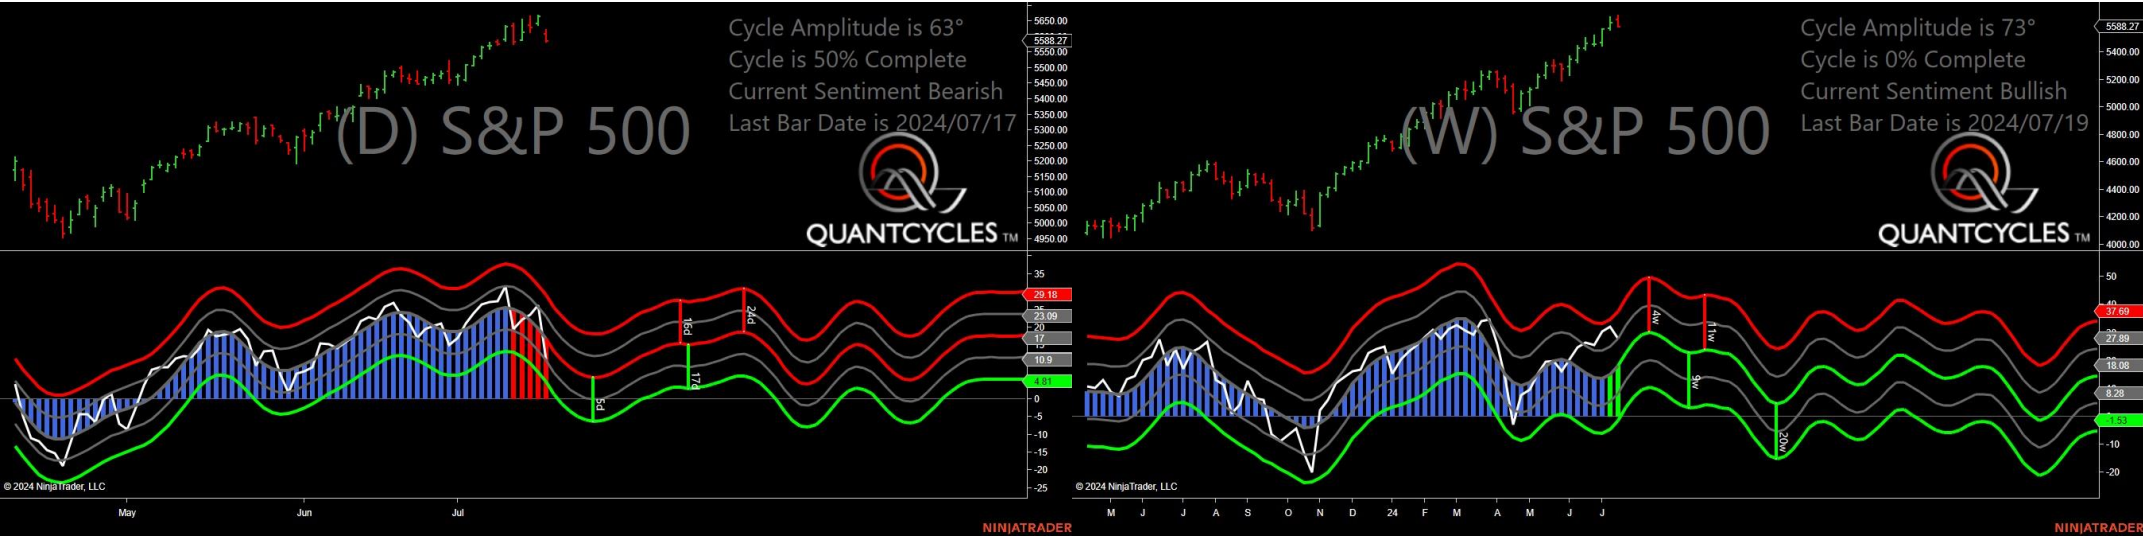 Cycle Amplitude is 63°
Cycle is 50% Complete
Current Sentiment Bearish
Last Bar Date is 2024/07/17
(D) S&P 500
QUANTCYCLES TM
5650.00
5588.27
5550.00
5500.00
5450.00
5400.00
5350.00
5300.00
5250.00
5200.00
5150.00
5100.00
5050.00
5000.00
4950.00
35
29.18
23.09
20
17
10.9
4.81
0
-5
-10
-15
-20
-25
5d
16d
17d
24d
© 2024 NinjaTrader, LLC
May Jun Jul
NINJATRADER
Cycle Amplitude is 73°
Cycle is 0% Complete
Current Sentiment Bullish
Last Bar Date is 2024/07/19
(W) S&P 500
QUANTCYCLES TM
5588.27
5400.00
5200.00
5000.00
4800.00
4600.00
4400.00
4200.00
4000.00
50
37.69
27.89
18.08
8.28
-1.53
-10
-20
4w
11w
9w
20w
© 2024 NinjaTrader, LLC
M J J A S O N D 24 F M A M J J
NINJATRADER